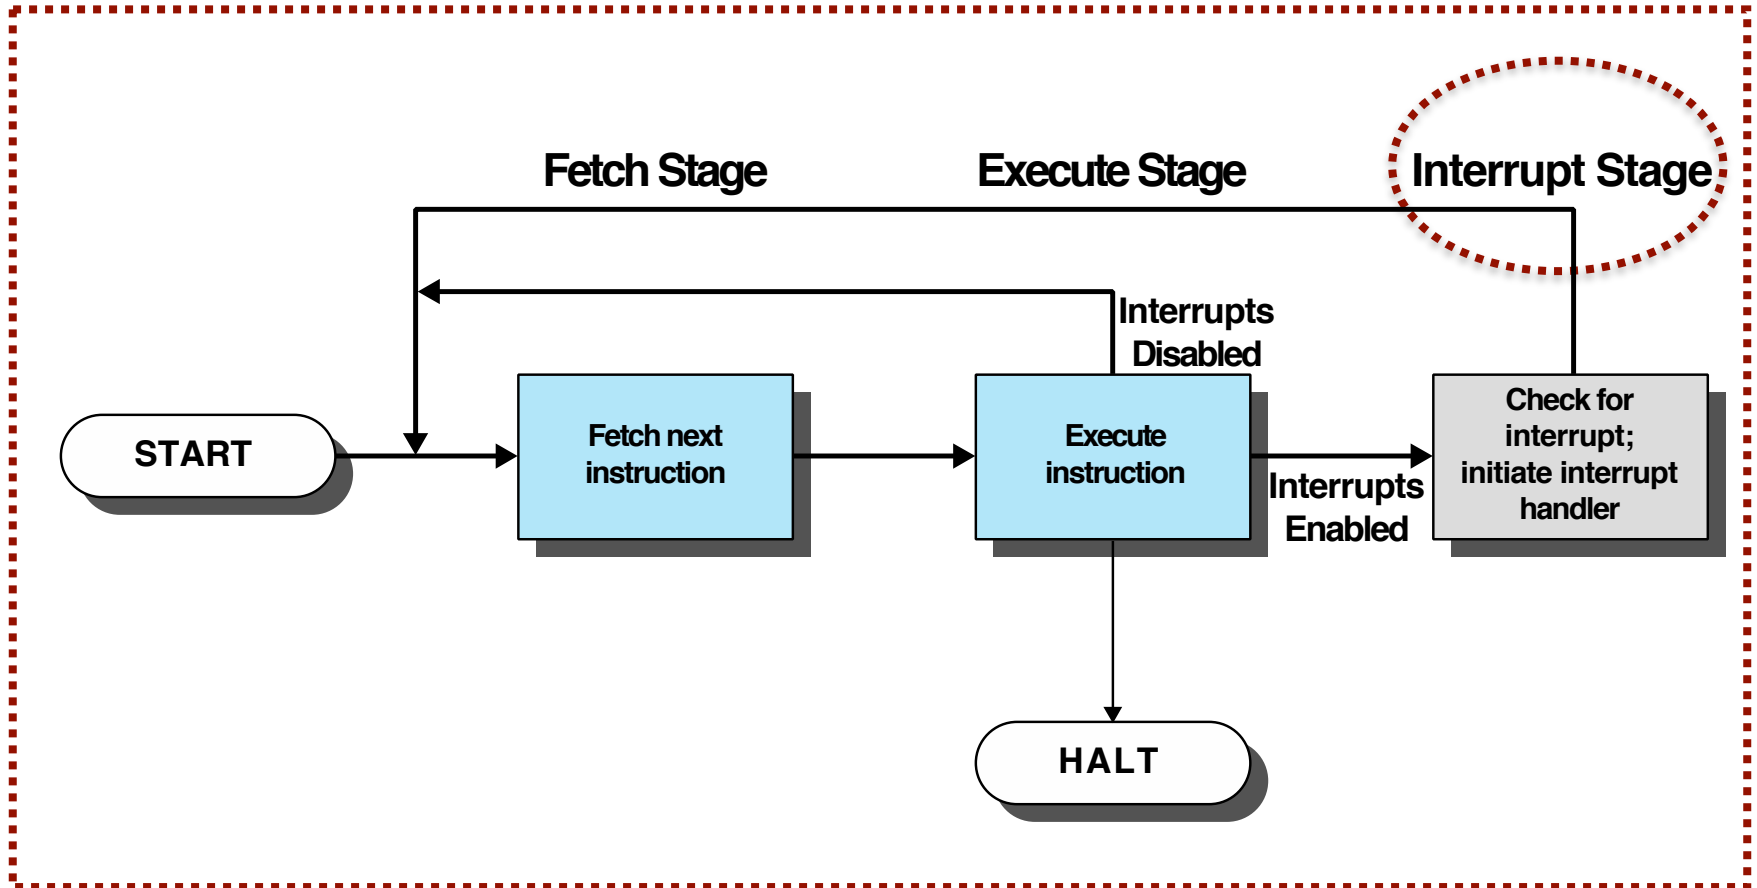 Fetch Stage
Execute Stage
Interrupt Stage
Interrupts
Disabled
START
Fetch next
instruction
Execute
instruction
Interrupts
Enabled
Check for
interrupt;
initiate interrupt
handler
HALT